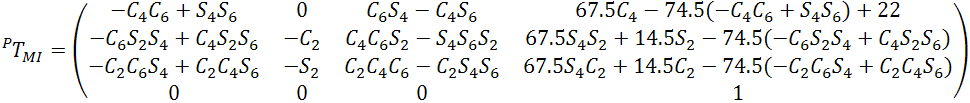 −C₄C₆ + S₄S₆ 0 C₆S₄ − C₄S₆ 67.5C₄ − 74.5(−C₄C₆ + S₄S₆) + 22
ᴾT_MI = −C₆S₂S₄ + C₄S₂S₆ −C₂ C₄C₆S₂ − S₄S₆S₂ 67.5S₄S₂ + 14.5S₂ − 74.5(−C₆S₂S₄ + C₄S₂S₆)
−C₂C₆S₄ + C₂C₄S₆ −S₂ C₂C₄C₆ − C₂S₄S₆ 67.5S₄C₂ + 14.5C₂ − 74.5(−C₂C₆S₄ + C₂C₄S₆)
0 0 0 1